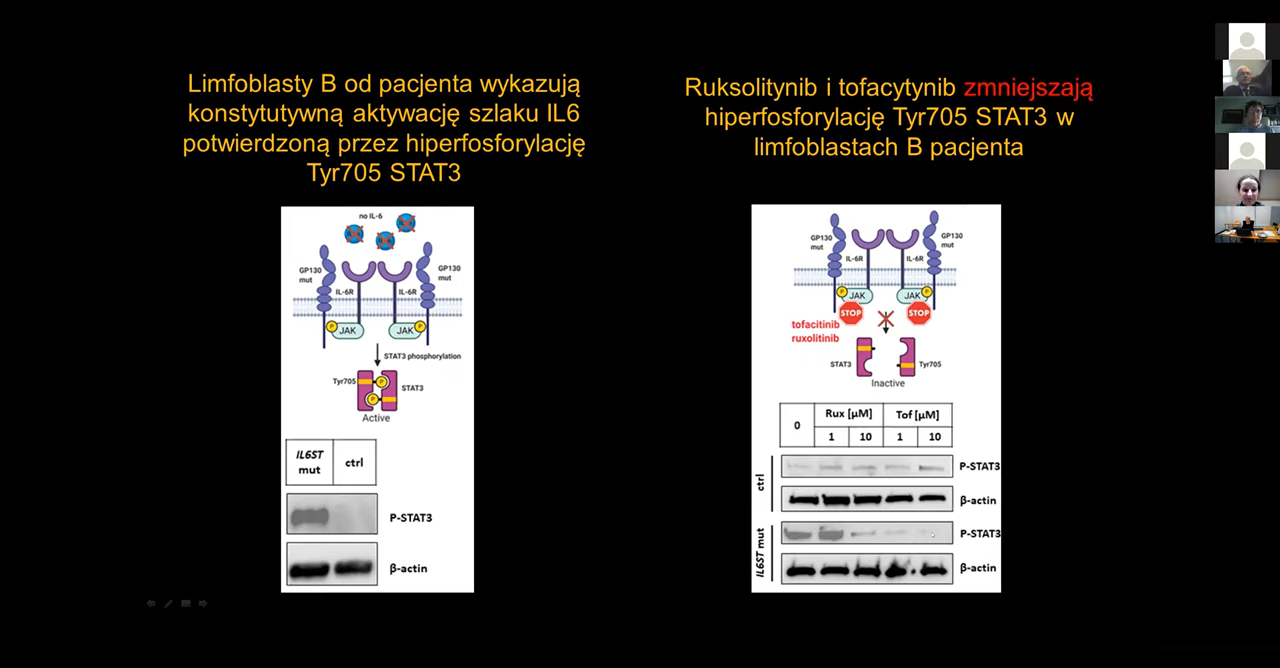 Limfoblasty B od pacjenta wykazują
konstytutywną aktywację szlaku IL6
potwierdzoną przez hiperfosforylację
Tyr705 STAT3
no IL-6
GP130
mut
IL-6R
IL-6R
GP130
mut
P
JAK
JAK
P
STAT3 phosphorylation
Tyr705
P
P
STAT3
Active
IL6ST
mut
ctrl
P-STAT3
β-actin
Ruksolitynib i tofacytynib zmniejszają
hiperfosforylację Tyr705 STAT3 w
limfoblastach B pacjenta
GP130
mut
IL-6R
IL-6R
GP130
mut
P
JAK
JAK
P
STOP
STOP
tofacitinib
ruxolitinib
STAT3
Tyr705
Inactive
0
Rux [µM]
Tof [µM]
1
10
1
10
ctrl
P-STAT3
β-actin
IL6ST mut
P-STAT3
β-actin